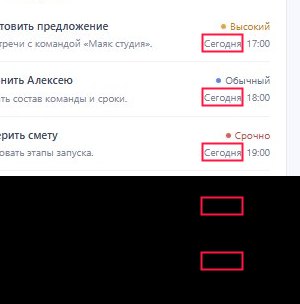 товить предложение
Высокий
тречи с командой «Маяк студия».
Сегодня 17:00
нить Алексею
Обычный
ть состав команды и сроки.
Сегодня 18:00
ерить смету
Срочно
овать этапы запуска.
Сегодня 19:00